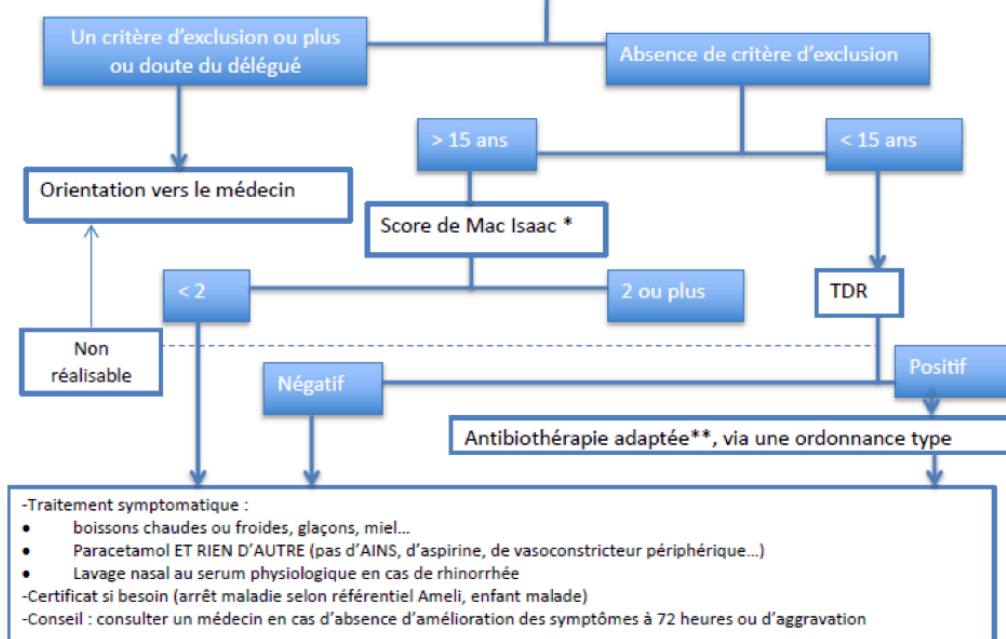 Un critère d’exclusion ou plus
ou doute du délégué
Absence de critère d’exclusion
> 15 ans
< 15 ans
Orientation vers le médecin
Score de Mac Isaac *
< 2
2 ou plus
TDR
Non
réalisable
Négatif
Positif
Antibiothérapie adaptée**, via une ordonnance type
-Traitement symptomatique :
• boissons chaudes ou froides, glaçons, miel…
• Paracetamol ET RIEN D’AUTRE (pas d’AINS, d’aspirine, de vasoconstricteur périphérique…)
• Lavage nasal au serum physiologique en cas de rhinorrhée
-Certificat si besoin (arrêt maladie selon référentiel Ameli, enfant malade)
-Conseil : consulter un médecin en cas d’absence d’amélioration des symptômes à 72 heures ou d’aggravation